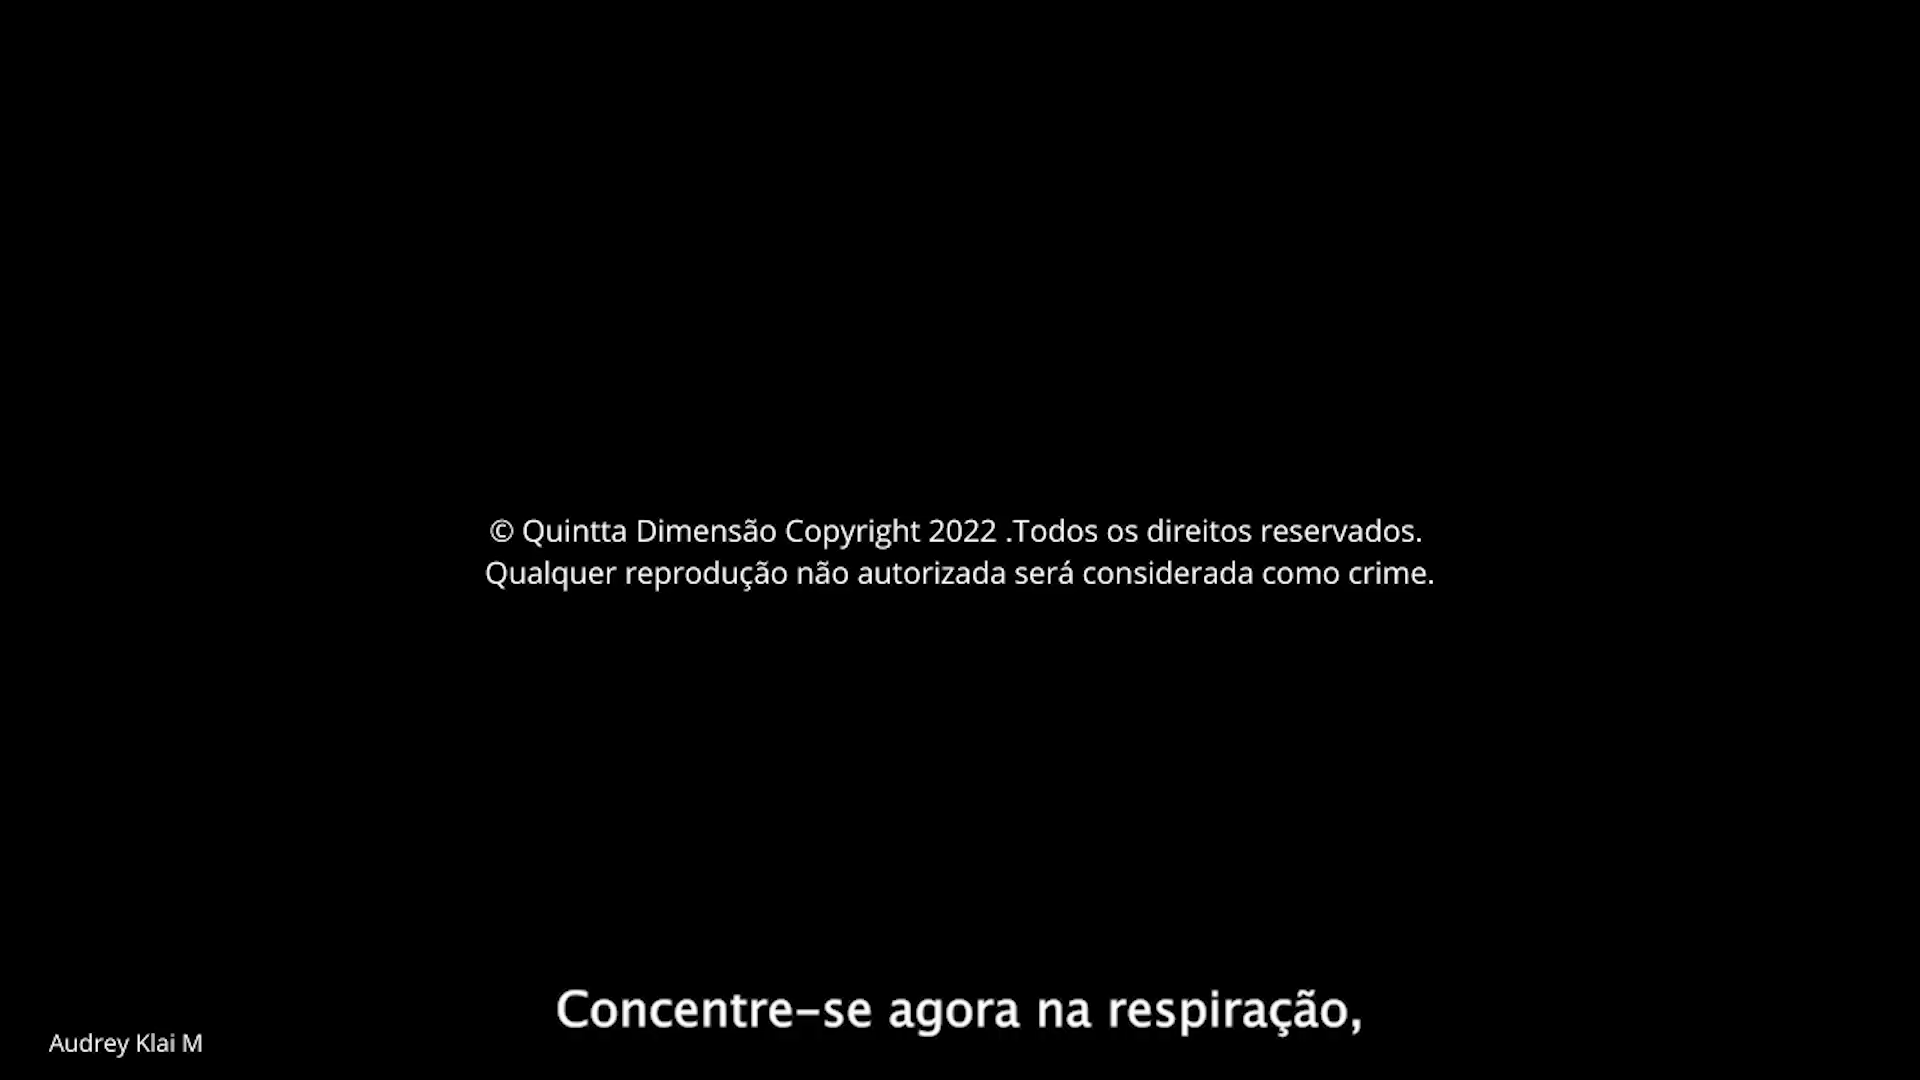 © Quintta Dimensão Copyright 2022 .Todos os direitos reservados.
Qualquer reprodução não autorizada será considerada como crime.
Concentre-se agora na respiração,
Audrey Klai M